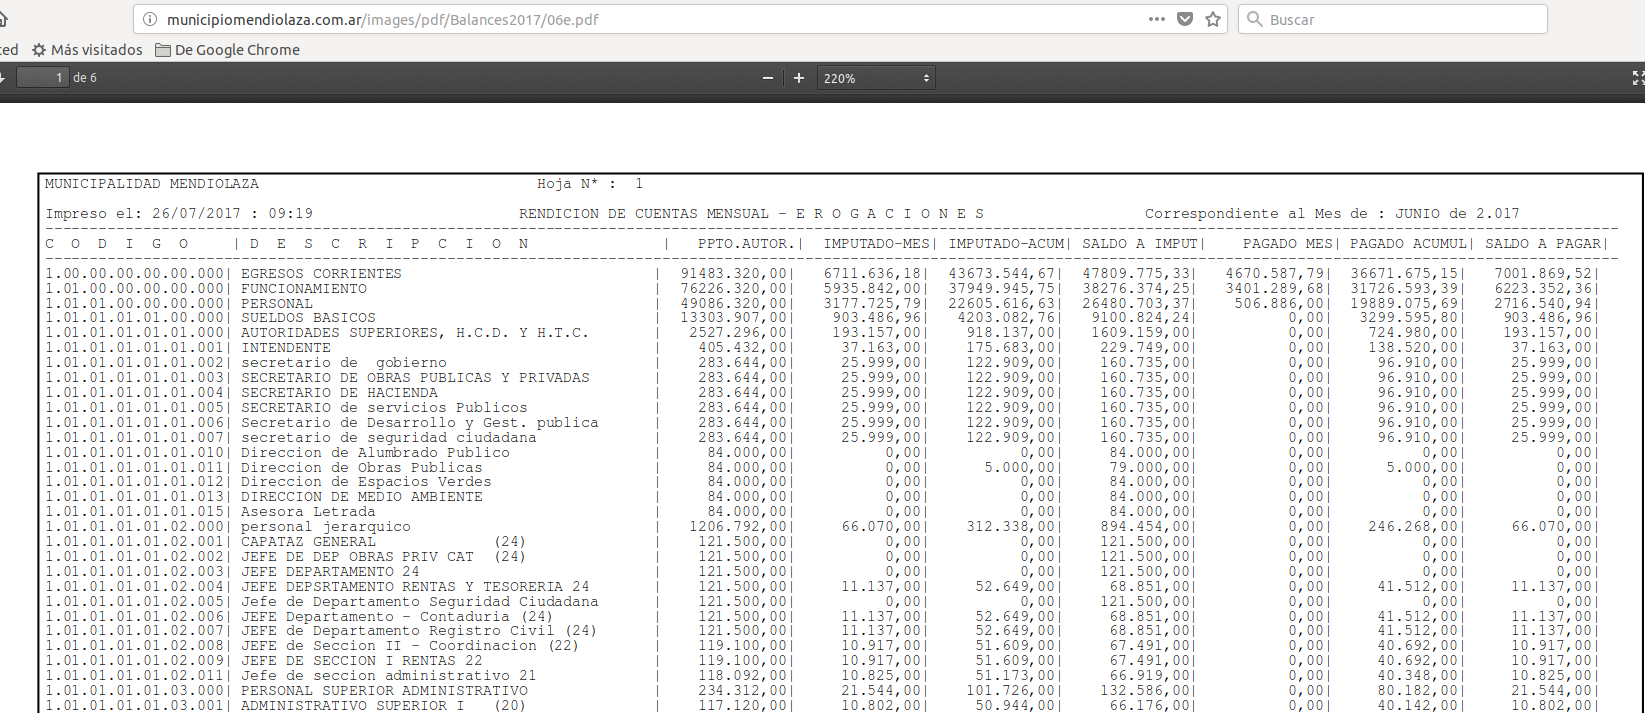 municipiomendiolaza.com.ar/images/pdf/Balances2017/06e.pdf
Buscar
Más visitados De Google Chrome
1 de 6 220%
MUNICIPALIDAD MENDIOLAZA Hoja N* : 1
Impreso el: 26/07/2017 : 09:19 RENDICION DE CUENTAS MENSUAL - E R O G A C I O N E S Correspondiente al Mes de : JUNIO de 2.017
C O D I G O | D E S C R I P C I O N | PPTO.AUTOR.| IMPUTADO-MES| IMPUTADO-ACUM| SALDO A IMPUT| PAGADO MES| PAGADO ACUMUL| SALDO A PAGAR|
1.00.00.00.00.00.00.000| EGRESOS CORRIENTES | 91483.320,00| 6711.636,18| 43673.544,67| 47809.775,33| 4670.587,79| 36671.675,15| 7001.869,52|
1.01.00.00.00.00.00.000| FUNCIONAMIENTO | 76226.320,00| 5935.842,00| 37949.945,75| 38276.374,25| 3401.289,68| 31726.593,39| 6223.352,36|
1.01.01.00.00.00.00.000| PERSONAL | 49086.320,00| 3177.725,79| 22605.616,63| 26480.703,37| 506.886,00| 19889.075,69| 2716.540,94|
1.01.01.01.01.00.00.000| SUELDOS BASICOS | 13303.907,00| 903.486,96| 4203.082,76| 9100.824,24| 0,00| 3299.595,80| 903.486,96|
1.01.01.01.01.01.01.000| AUTORIDADES SUPERIORES, H.C.D. Y H.T.C. | 2527.296,00| 193.157,00| 918.137,00| 1609.159,00| 0,00| 724.980,00| 193.157,00|
1.01.01.01.01.01.01.001| INTENDENTE | 405.432,00| 37.163,00| 175.683,00| 229.749,00| 0,00| 138.520,00| 37.163,00|
1.01.01.01.01.01.01.002| secretario de gobierno | 283.644,00| 25.999,00| 122.909,00| 160.735,00| 0,00| 96.910,00| 25.999,00|
1.01.01.01.01.01.01.003| SECRETARIO DE OBRAS PUBLICAS Y PRIVADAS | 283.644,00| 25.999,00| 122.909,00| 160.735,00| 0,00| 96.910,00| 25.999,00|
1.01.01.01.01.01.01.004| SECRETARIO DE HACIENDA | 283.644,00| 25.999,00| 122.909,00| 160.735,00| 0,00| 96.910,00| 25.999,00|
1.01.01.01.01.01.01.005| SECRETARIO de servicios Publicos | 283.644,00| 25.999,00| 122.909,00| 160.735,00| 0,00| 96.910,00| 25.999,00|
1.01.01.01.01.01.01.006| Secretario de Desarrollo y Gest. publica | 283.644,00| 25.999,00| 122.909,00| 160.735,00| 0,00| 96.910,00| 25.999,00|
1.01.01.01.01.01.01.007| secretario de seguridad ciudadana | 283.644,00| 25.999,00| 122.909,00| 160.735,00| 0,00| 96.910,00| 25.999,00|
1.01.01.01.01.01.01.010| Direccion de Alumbrado Publico | 84.000,00| 0,00| 0,00| 84.000,00| 0,00| 0,00| 0,00|
1.01.01.01.01.01.01.011| Direccion de Obras Publicas | 84.000,00| 0,00| 5.000,00| 79.000,00| 0,00| 5.000,00| 0,00|
1.01.01.01.01.01.01.012| Direccion de Espacios Verdes | 84.000,00| 0,00| 0,00| 84.000,00| 0,00| 0,00| 0,00|
1.01.01.01.01.01.01.013| DIRECCION DE MEDIO AMBIENTE | 84.000,00| 0,00| 0,00| 84.000,00| 0,00| 0,00| 0,00|
1.01.01.01.01.01.01.015| Asesora Letrada | 84.000,00| 0,00| 0,00| 84.000,00| 0,00| 0,00| 0,00|
1.01.01.01.01.01.02.000| personal jerarquico | 1206.792,00| 66.070,00| 312.338,00| 894.454,00| 0,00| 246.268,00| 66.070,00|
1.01.01.01.01.01.02.001| CAPATAZ GENERAL (24) | 121.500,00| 0,00| 0,00| 121.500,00| 0,00| 0,00| 0,00|
1.01.01.01.01.01.02.002| JEFE DE DEP OBRAS PRIV CAT (24) | 121.500,00| 0,00| 0,00| 121.500,00| 0,00| 0,00| 0,00|
1.01.01.01.01.01.02.003| JEFE DEPARTAMENTO 24 | 121.500,00| 0,00| 0,00| 121.500,00| 0,00| 0,00| 0,00|
1.01.01.01.01.01.02.004| JEFE DEPSRTAMENTO RENTAS Y TESORERIA 24 | 121.500,00| 11.137,00| 52.649,00| 68.851,00| 0,00| 41.512,00| 11.137,00|
1.01.01.01.01.01.02.005| Jefe de Departamento Seguridad Ciudadana | 121.500,00| 0,00| 0,00| 121.500,00| 0,00| 0,00| 0,00|
1.01.01.01.01.01.02.006| JEFE Departamento - Contaduria (24) | 121.500,00| 11.137,00| 52.649,00| 68.851,00| 0,00| 41.512,00| 11.137,00|
1.01.01.01.01.01.02.007| JEFE de Departamento Registro Civil (24) | 121.500,00| 11.137,00| 52.649,00| 68.851,00| 0,00| 41.512,00| 11.137,00|
1.01.01.01.01.01.02.008| JEFE de Seccion II - Coordinacion (22) | 119.100,00| 10.917,00| 51.609,00| 67.491,00| 0,00| 40.692,00| 10.917,00|
1.01.01.01.01.01.02.009| JEFE DE SECCION I RENTAS 22 | 119.100,00| 10.917,00| 51.609,00| 67.491,00| 0,00| 40.692,00| 10.917,00|
1.01.01.01.01.01.02.011| Jefe de seccion administrativo 21 | 118.092,00| 10.825,00| 51.173,00| 66.919,00| 0,00| 40.348,00| 10.825,00|
1.01.01.01.01.01.03.000| PERSONAL SUPERIOR ADMINISTRATIVO | 234.312,00| 21.544,00| 101.726,00| 132.586,00| 0,00| 80.182,00| 21.544,00|
1.01.01.01.01.01.03.001| ADMINISTRATIVO SUPERIOR I (20) | 117.120,00| 10.802,00| 50.944,00| 66.176,00| 0,00| 40.142,00| 10.802,00|